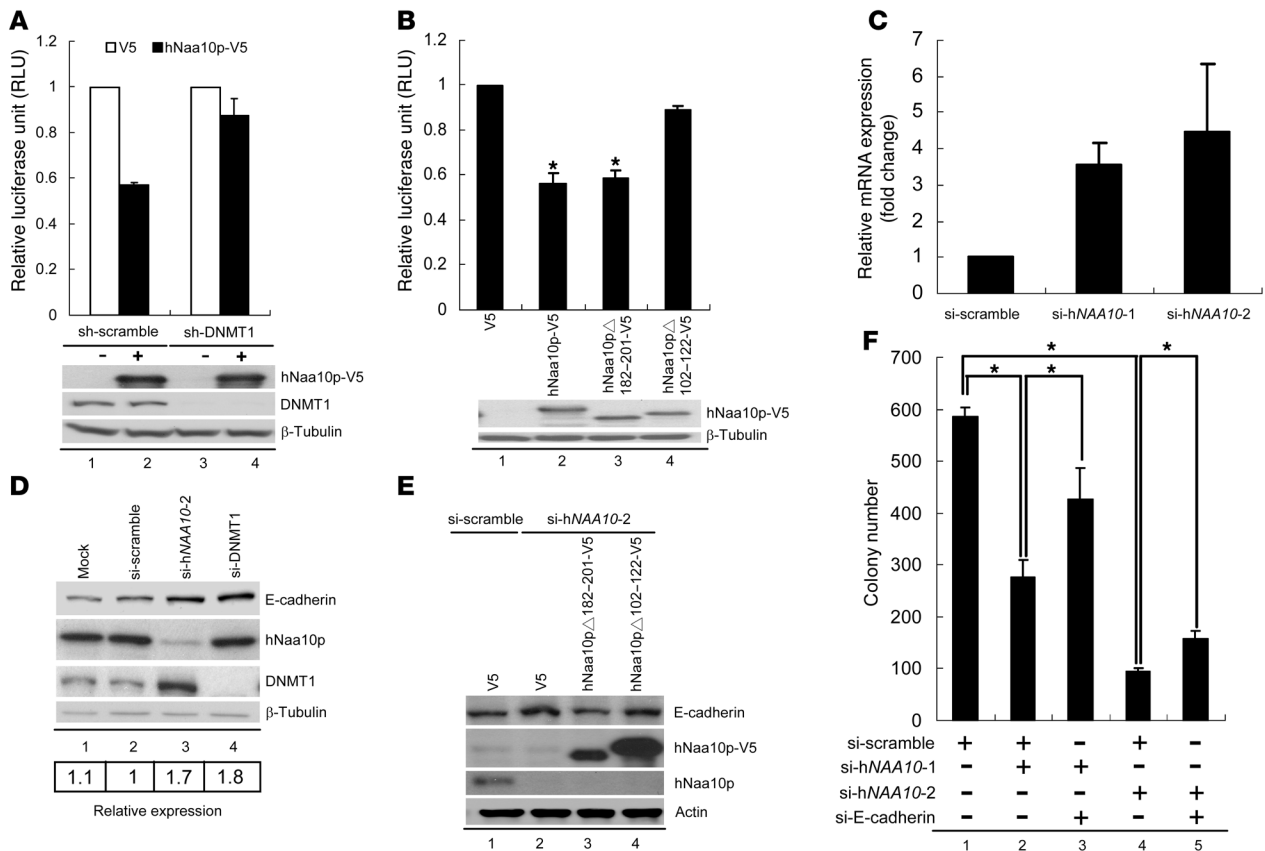 A
Relative luciferase unit (RLU)
1.2
1
0.8
0.6
0.4
0.2
0
V5 hNaa10p-V5
sh-scramble sh-DNMT1
- + - +
hNaa10p-V5
DNMT1
β-Tubulin
1 2 3 4
B
Relative luciferase unit (RLU)
1.2
1
0.8
0.6
0.4
0.2
0
* *
V5
hNaa10p-V5
hNaa10p△
182–201-V5
hNaa1op△
102–122-V5
hNaa10p-V5
β-Tubulin
1 2 3 4
C
Relative mRNA expression
(fold change)
7
6
5
4
3
2
1
0
si-scramble si-hNAA10-1 si-hNAA10-2
D
Mock
si-scramble
si-hNAA10-2
si-DNMT1
E-cadherin
hNaa10p
DNMT1
β-Tubulin
1 2 3 4
1.1 1 1.7 1.8
Relative expression
E
si-scramble si-hNAA10-2
V5
V5
hNaa10p△182–201-V5
hNaa10p△102–122-V5
E-cadherin
hNaa10p-V5
hNaa10p
Actin
1 2 3 4
F
Colony number
700
600
500
400
300
200
100
0
* *
* *
si-scramble + + - + -
si-hNAA10-1 - + + - -
si-hNAA10-2 - - - + +
si-E-cadherin - - + - +
1 2 3 4 5